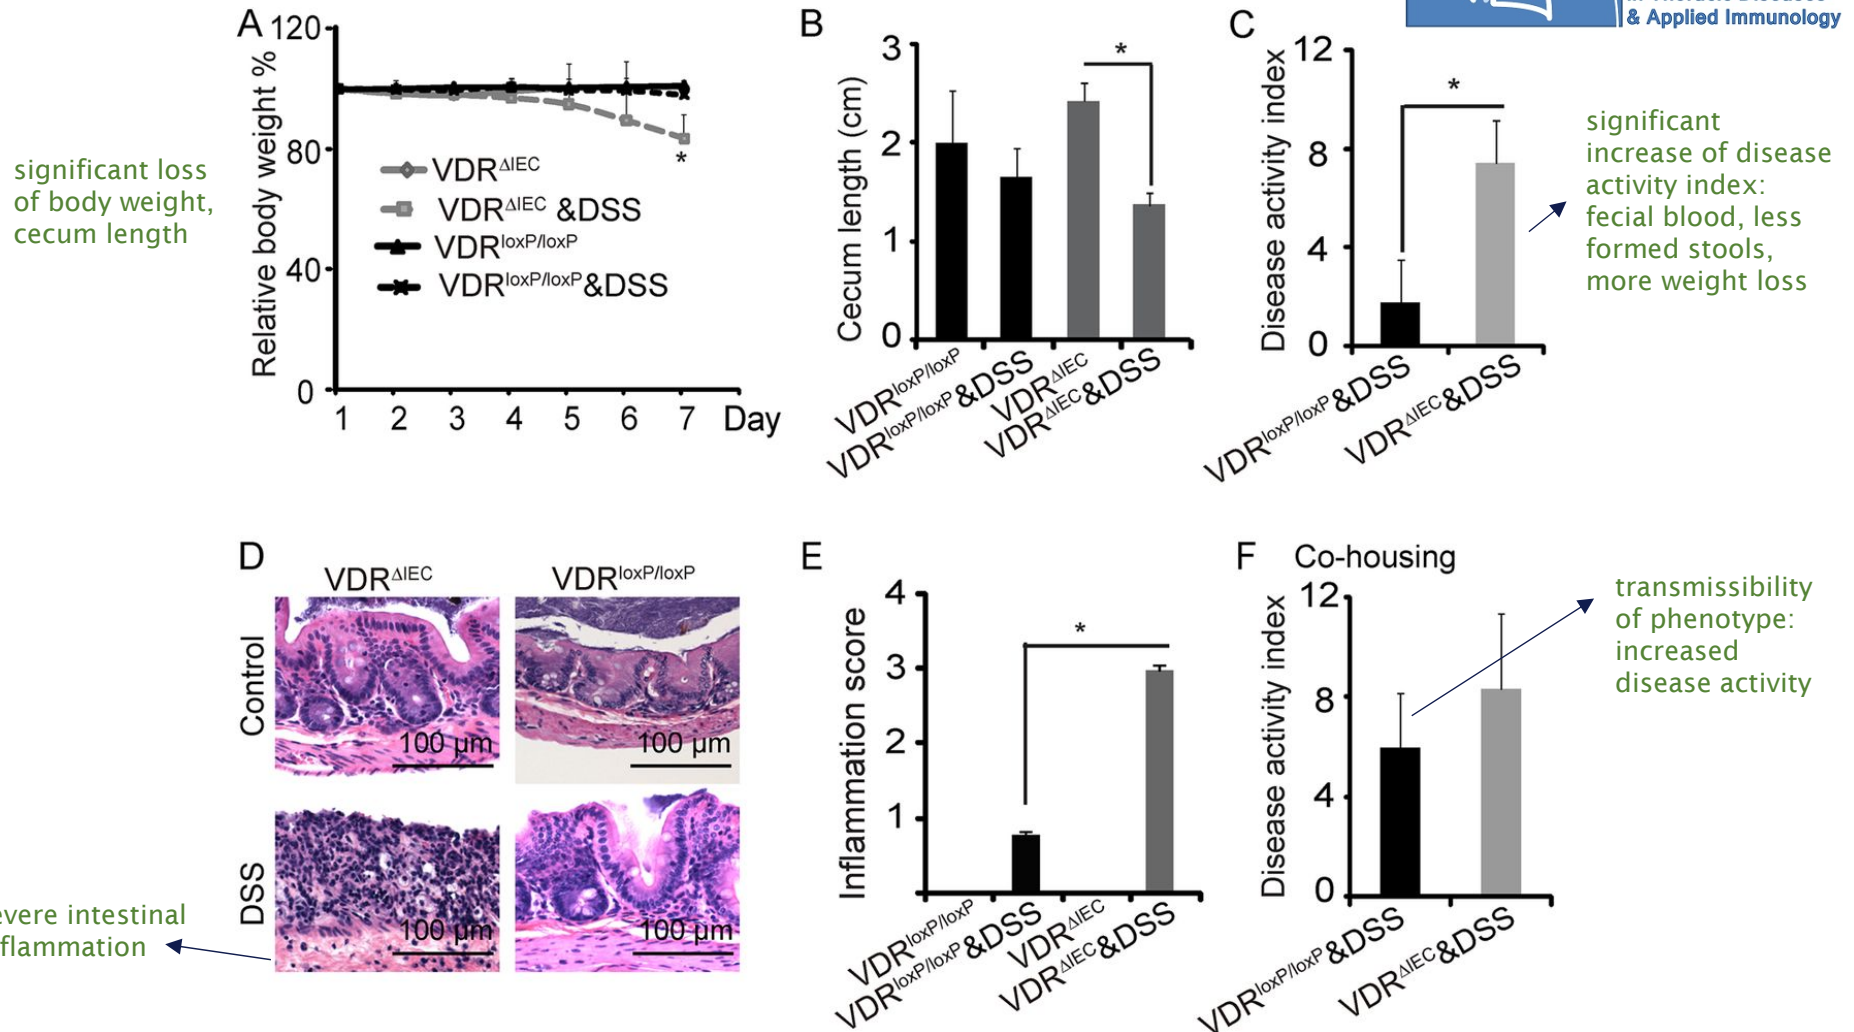 in Thoracic Diseases
& Applied Immunology
A
120
80
40
0
Relative body weight %
1 2 3 4 5 6 7 Day
*
VDRΔIEC
VDRΔIEC &DSS
VDRloxP/loxP
VDRloxP/loxP&DSS
significant loss
of body weight,
cecum length
B
3
2
1
0
Cecum length (cm)
*
VDRloxP/loxP
VDRloxP/loxP&DSS
VDRΔIEC
VDRΔIEC&DSS
C
12
8
4
0
Disease activity index
*
VDRloxP/loxP&DSS
VDRΔIEC&DSS
significant
increase of disease
activity index:
fecial blood, less
formed stools,
more weight loss
D
VDRΔIEC
VDRloxP/loxP
Control
100 µm
100 µm
DSS
100 µm
100 µm
evere intestinal
flammation
E
4
3
2
1
Inflammation score
*
VDRloxP/loxP
VDRloxP/loxP&DSS
VDRΔIEC
VDRΔIEC&DSS
F
Co-housing
12
8
4
0
Disease activity index
VDRloxP/loxP&DSS
VDRΔIEC&DSS
transmissibility
of phenotype:
increased
disease activity